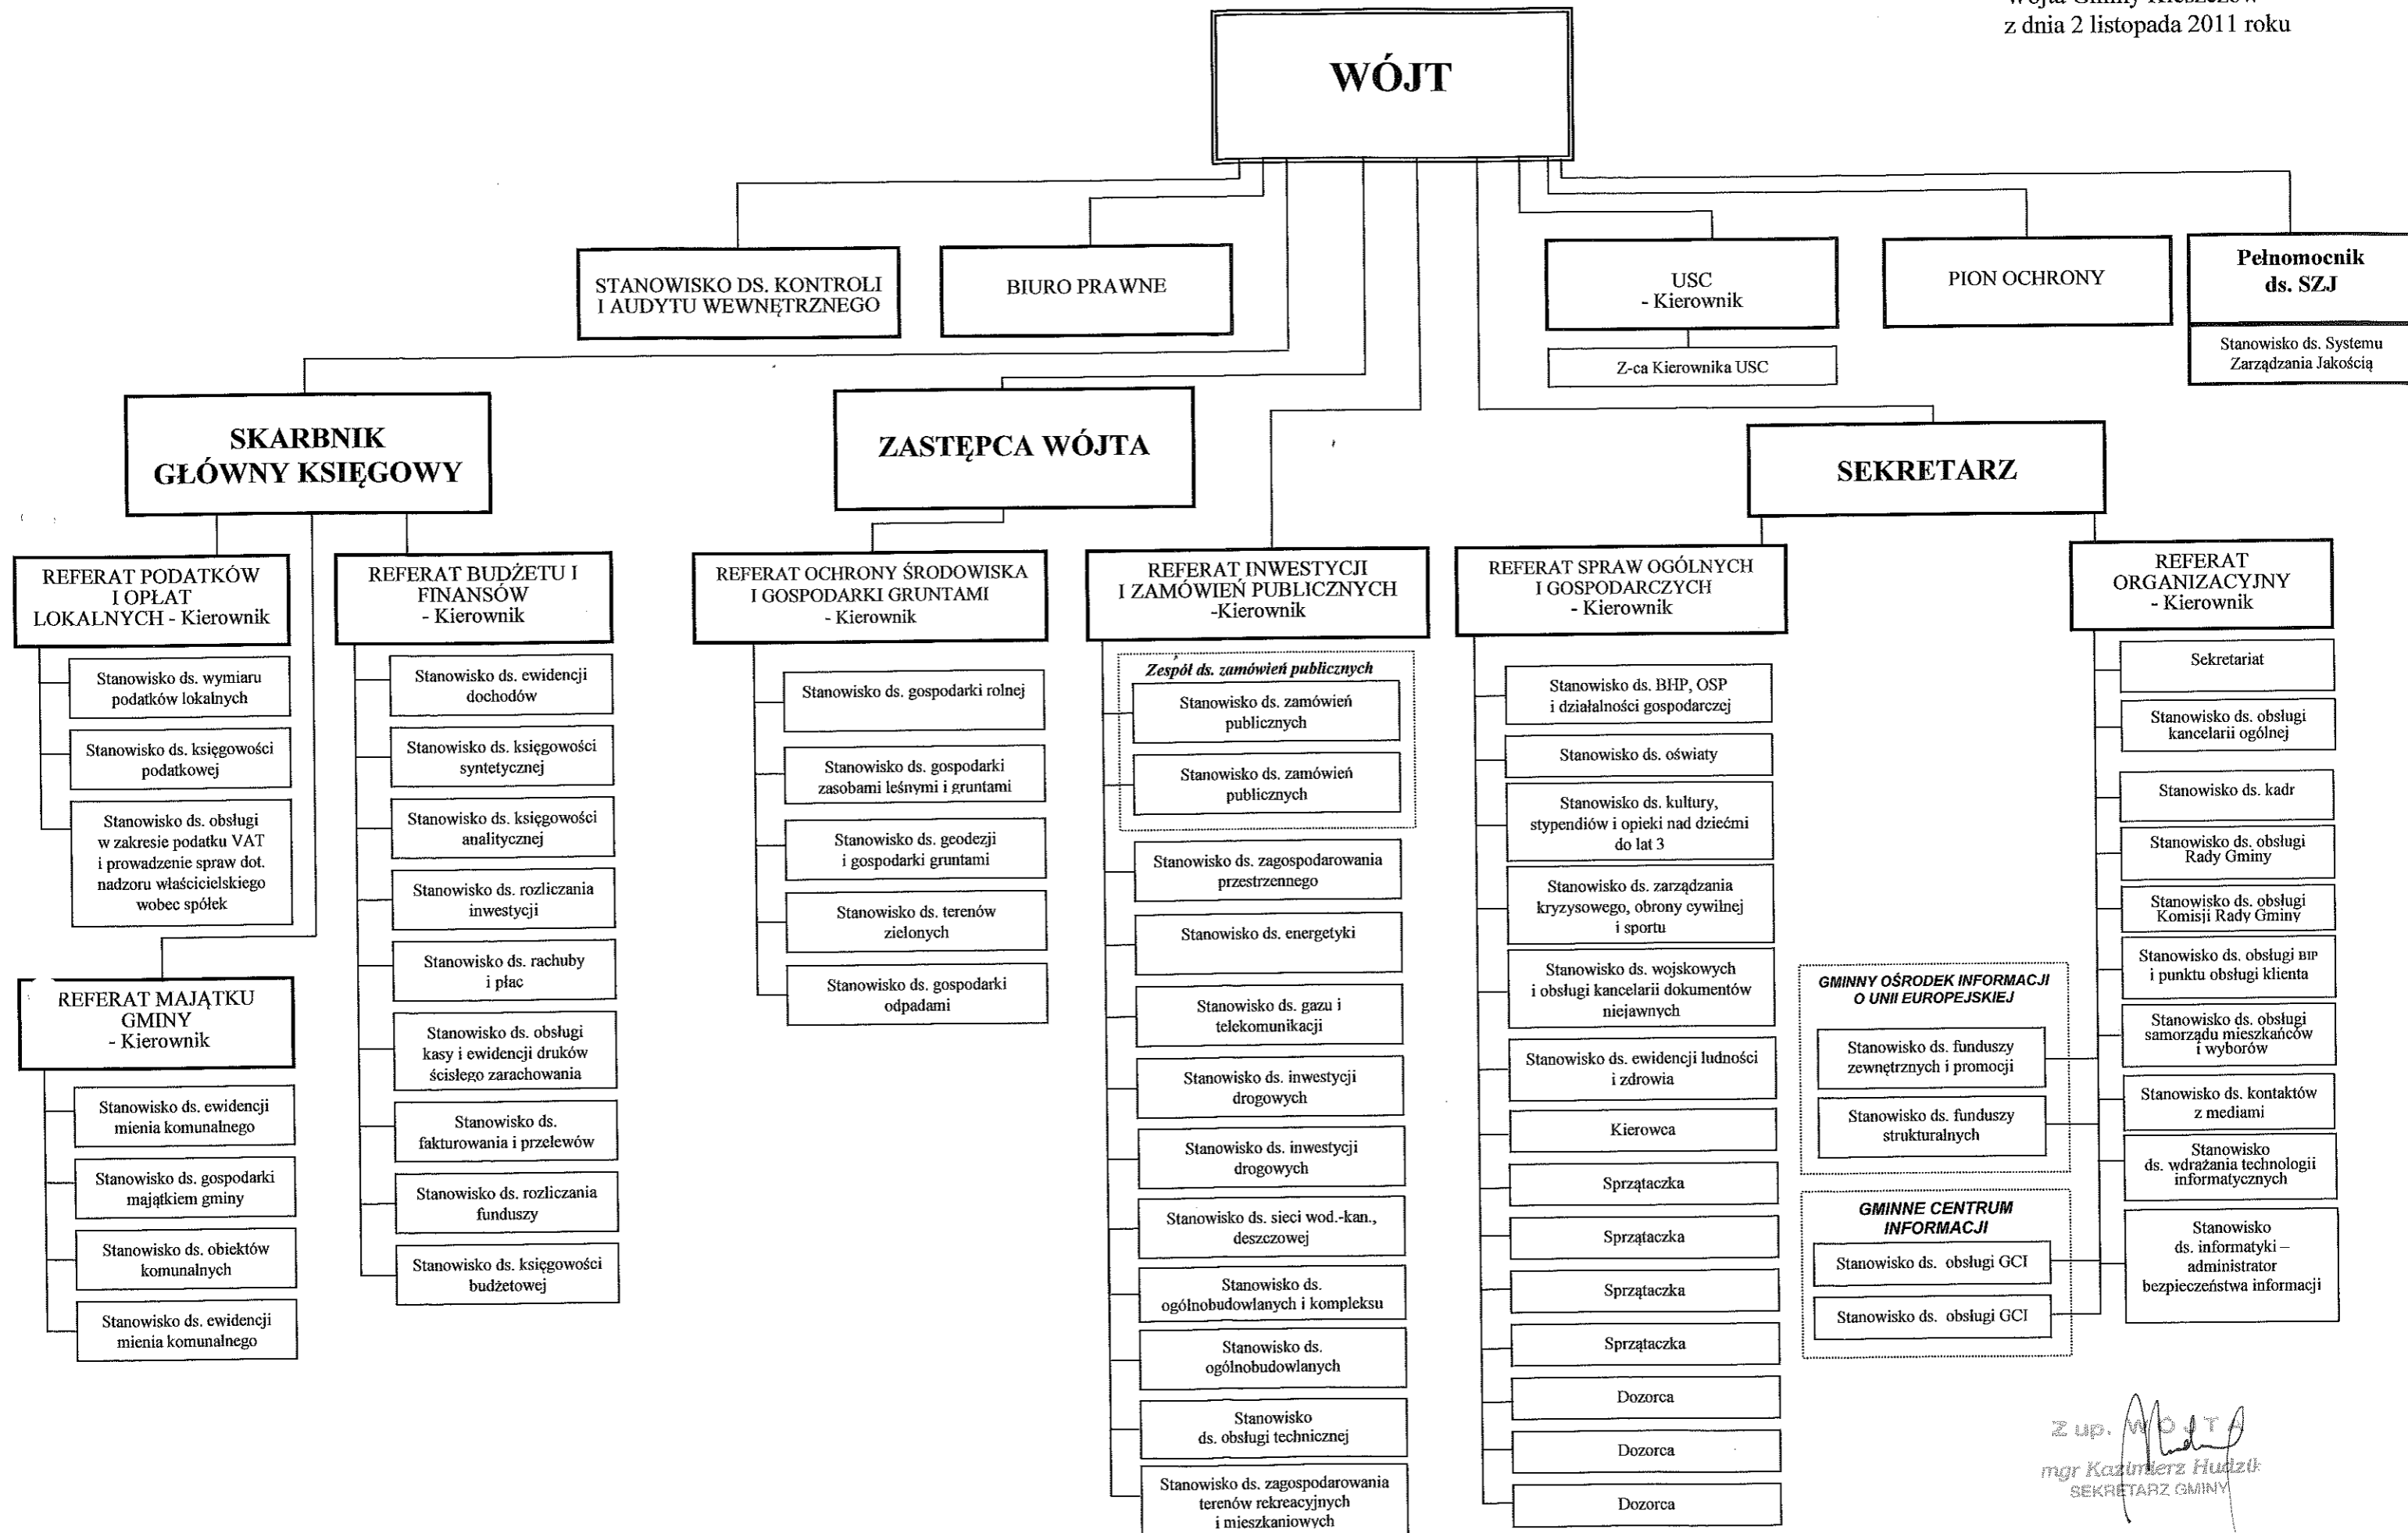 Wójta Gminy Kleszczów
z dnia 2 listopada 2011 roku
WÓJT
STANOWISKO DS. KONTROLI
I AUDYTU WEWNĘTRZNEGO
BIURO PRAWNE
USC
- Kierownik
Z-ca Kierownika USC
PION OCHRONY
Pełnomocnik
ds. SZJ
Stanowisko ds. Systemu
Zarządzania Jakością
SKARBNIK
GŁÓWNY KSIĘGOWY
ZASTĘPCA WÓJTA
SEKRETARZ
REFERAT PODATKÓW
I OPŁAT
LOKALNYCH - Kierownik
Stanowisko ds. wymiaru
podatków lokalnych
Stanowisko ds. księgowości
podatkowej
Stanowisko ds. obsługi
w zakresie podatku VAT
i prowadzenie spraw dot.
nadzoru właścicielskiego
wobec spółek
REFERAT MAJĄTKU
GMINY
- Kierownik
Stanowisko ds. ewidencji
mienia komunalnego
Stanowisko ds. gospodarki
majątkiem gminy
Stanowisko ds. obiektów
komunalnych
Stanowisko ds. ewidencji
mienia komunalnego
REFERAT BUDŻETU I
FINANSÓW
- Kierownik
Stanowisko ds. ewidencji
dochodów
Stanowisko ds. księgowości
syntetycznej
Stanowisko ds. księgowości
analitycznej
Stanowisko ds. rozliczania
inwestycji
Stanowisko ds. rachuby
i płac
Stanowisko ds. obsługi
kasy i ewidencji druków
ścisłego zarachowania
Stanowisko ds.
fakturowania i przelewów
Stanowisko ds. rozliczania
funduszy
Stanowisko ds. księgowości
budżetowej
REFERAT OCHRONY ŚRODOWISKA
I GOSPODARKI GRUNTAMI
- Kierownik
Stanowisko ds. gospodarki rolnej
Stanowisko ds. gospodarki
zasobami leśnymi i gruntami
Stanowisko ds. geodezji
i gospodarki gruntami
Stanowisko ds. terenów
zielonych
Stanowisko ds. gospodarki
odpadami
REFERAT INWESTYCJI
I ZAMÓWIEŃ PUBLICZNYCH
-Kierownik
Zespół ds. zamówień publicznych
Stanowisko ds. zamówień
publicznych
Stanowisko ds. zamówień
publicznych
Stanowisko ds. zagospodarowania
przestrzennego
Stanowisko ds. energetyki
Stanowisko ds. gazu i
telekomunikacji
Stanowisko ds. inwestycji
drogowych
Stanowisko ds. inwestycji
drogowych
Stanowisko ds. sieci wod.-kan.,
deszczowej
Stanowisko ds.
ogólnobudowlanych i kompleksu
Stanowisko ds.
ogólnobudowlanych
Stanowisko
ds. obsługi technicznej
Stanowisko ds. zagospodarowania
terenów rekreacyjnych
i mieszkaniowych
REFERAT SPRAW OGÓLNYCH
I GOSPODARCZYCH
- Kierownik
Stanowisko ds. BHP, OSP
i działalności gospodarczej
Stanowisko ds. oświaty
Stanowisko ds. kultury,
stypendiów i opieki nad dziećmi
do lat 3
Stanowisko ds. zarządzania
kryzysowego, obrony cywilnej
i sportu
Stanowisko ds. wojskowych
i obsługi kancelarii dokumentów
niejawnych
Stanowisko ds. ewidencji ludności
i zdrowia
Kierowca
Sprzątaczka
Sprzątaczka
Sprzątaczka
Sprzątaczka
Dozorca
Dozorca
Dozorca
GMINNY OŚRODEK INFORMACJI
O UNII EUROPEJSKIEJ
Stanowisko ds. funduszy
zewnętrznych i promocji
Stanowisko ds. funduszy
strukturalnych
GMINNE CENTRUM
INFORMACJI
Stanowisko ds. obsługi GCI
Stanowisko ds. obsługi GCI
REFERAT
ORGANIZACYJNY
- Kierownik
Sekretariat
Stanowisko ds. obsługi
kancelarii ogólnej
Stanowisko ds. kadr
Stanowisko ds. obsługi
Rady Gminy
Stanowisko ds. obsługi
Komisji Rady Gminy
Stanowisko ds. obsługi BIP
i punktu obsługi klienta
Stanowisko ds. obsługi
samorządu mieszkańców
i wyborów
Stanowisko ds. kontaktów
z mediami
Stanowisko
ds. wdrażania technologii
informatycznych
Stanowisko
ds. informatyki –
administrator
bezpieczeństwa informacji
Z up. WÓJTA
mgr Kazimierz Hudzik
SEKRETARZ GMINY